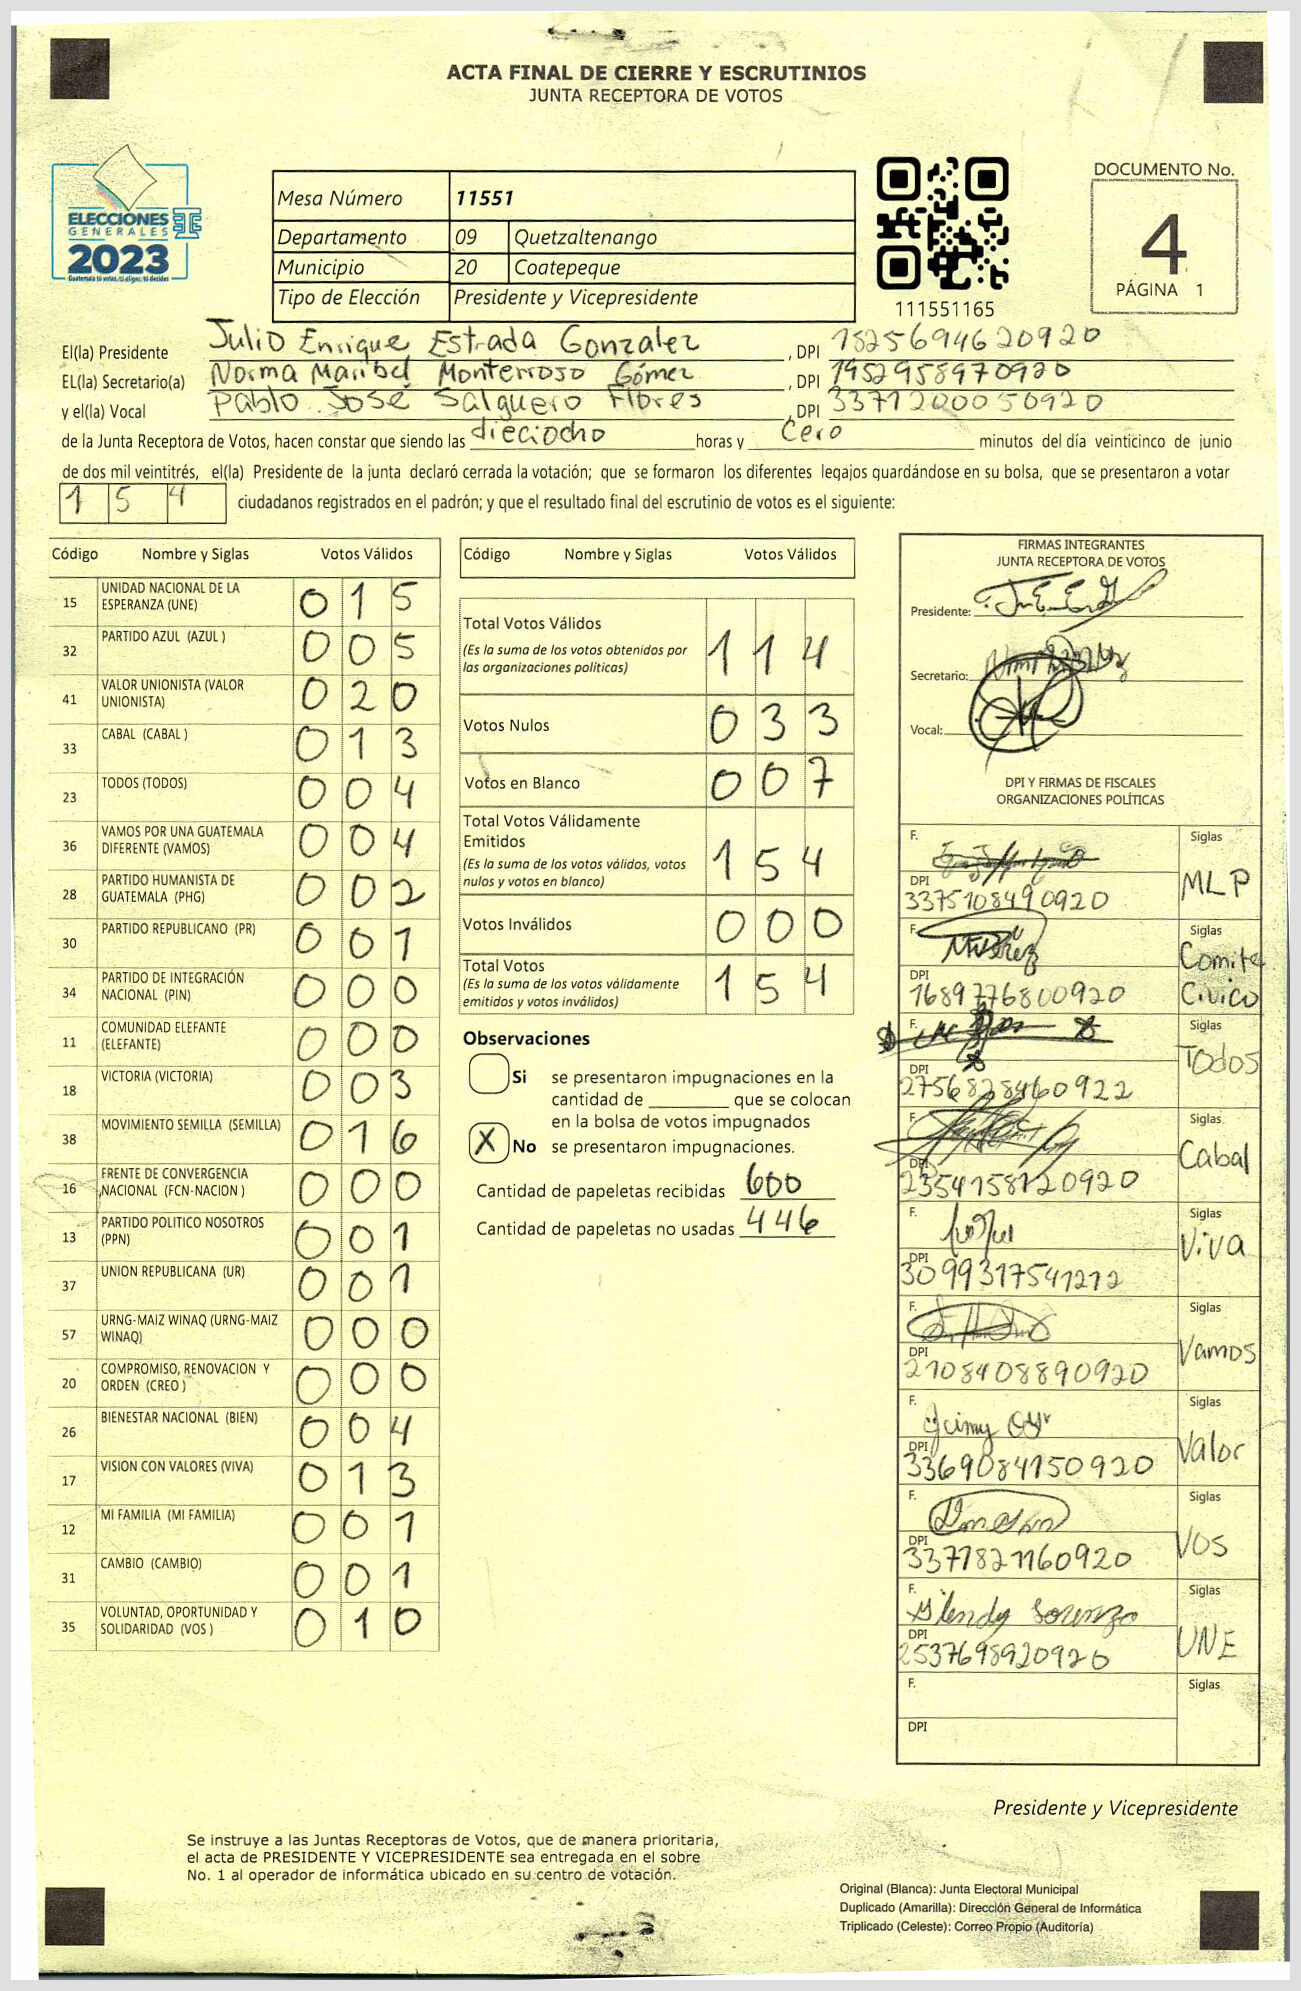 ACTA FINAL DE CIERRE Y ESCRUTINIOS
JUNTA RECEPTORA DE VOTOS
ELECCIONES
GENERALES
2023
Guatemala tú votas, tú eliges, tú decides
Mesa Número 11551
Departamento 09 Quetzaltenango
Municipio 20 Coatepeque
Tipo de Elección Presidente y Vicepresidente
111551165
DOCUMENTO No.
4
PÁGINA 1
El(la) Presidente Julio Enrique Estrada Gonzalez, DPI 1825694620920
EL(la) Secretario(a) Norma Maribel Monterroso Gómez, DPI 1952958970920
y el(la) Vocal Pablo José Salguero Flores, DPI 3371200050920
de la Junta Receptora de Votos, hacen constar que siendo las dieciocho horas y Cero minutos del día veinticinco de junio
de dos mil veintitrés, el(la) Presidente de la junta declaró cerrada la votación; que se formaron los diferentes legajos guardándose en su bolsa, que se presentaron a votar
1 5 4 ciudadanos registrados en el padrón; y que el resultado final del escrutinio de votos es el siguiente:
Código Nombre y Siglas Votos Válidos
15 UNIDAD NACIONAL DE LA ESPERANZA (UNE) 0 1 5
32 PARTIDO AZUL (AZUL ) 0 0 5
41 VALOR UNIONISTA (VALOR UNIONISTA) 0 2 0
33 CABAL (CABAL ) 0 1 3
23 TODOS (TODOS) 0 0 4
36 VAMOS POR UNA GUATEMALA DIFERENTE (VAMOS) 0 0 4
28 PARTIDO HUMANISTA DE GUATEMALA (PHG) 0 0 2
30 PARTIDO REPUBLICANO (PR) 0 0 1
34 PARTIDO DE INTEGRACIÓN NACIONAL (PIN) 0 0 0
11 COMUNIDAD ELEFANTE (ELEFANTE) 0 0 0
18 VICTORIA (VICTORIA) 0 0 3
38 MOVIMIENTO SEMILLA (SEMILLA) 0 1 6
16 FRENTE DE CONVERGENCIA NACIONAL (FCN-NACION ) 0 0 0
13 PARTIDO POLITICO NOSOTROS (PPN) 0 0 1
37 UNION REPUBLICANA (UR) 0 0 1
57 URNG-MAIZ WINAQ (URNG-MAIZ WINAQ) 0 0 0
20 COMPROMISO, RENOVACION Y ORDEN (CREO ) 0 0 0
26 BIENESTAR NACIONAL (BIEN) 0 0 4
17 VISION CON VALORES (VIVA) 0 1 3
12 MI FAMILIA (MI FAMILIA) 0 0 1
31 CAMBIO (CAMBIO) 0 0 1
35 VOLUNTAD, OPORTUNIDAD Y SOLIDARIDAD (VOS ) 0 1 0
Código Nombre y Siglas Votos Válidos
Total Votos Válidos 1 1 4
(Es la suma de los votos obtenidos por
las organizaciones políticas)
Votos Nulos 0 3 3
Votos en Blanco 0 0 7
Total Votos Válidamente
Emitidos 1 5 4
(Es la suma de los votos válidos, votos
nulos y votos en blanco)
Votos Inválidos 0 0 0
Total Votos 1 5 4
(Es la suma de los votos válidamente
emitidos y votos inválidos)
Observaciones
Si se presentaron impugnaciones en la
cantidad de ________ que se colocan
en la bolsa de votos impugnados
X No se presentaron impugnaciones.
Cantidad de papeletas recibidas 600
Cantidad de papeletas no usadas 446
FIRMAS INTEGRANTES
JUNTA RECEPTORA DE VOTOS
Presidente:
Secretario:
Vocal:
DPI Y FIRMAS DE FISCALES
ORGANIZACIONES POLÍTICAS
F. Siglas
DPI 3375108490920 MLP
F. Siglas
DPI 1689776800920 Comite Civico
F. Siglas
DPI 2756828460922 Todos
F. Siglas
DPI 2354158120920 Cabal
F. Siglas
DPI 3099317541212 Viva
F. Siglas
DPI 2108408890920 Vamos
F. Siglas
DPI 3369084150920 Valor
F. Siglas
DPI 3371821160920 VOS
F. Glendy Lorenzo Siglas
DPI 2537698920920 UNE
F. Siglas
DPI
Presidente y Vicepresidente
Se instruye a las Juntas Receptoras de Votos, que de manera prioritaria,
el acta de PRESIDENTE Y VICEPRESIDENTE sea entregada en el sobre
No. 1 al operador de informática ubicado en su centro de votación.
Original (Blanca): Junta Electoral Municipal
Duplicado (Amarilla): Dirección General de Informática
Triplicado (Celeste): Correo Propio (Auditoría)